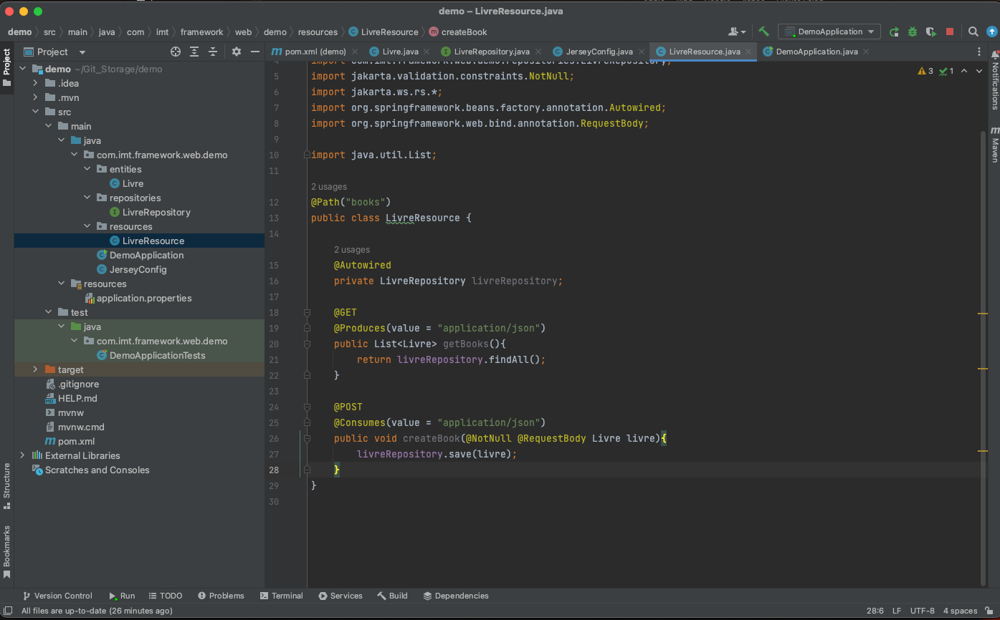 demo – LivreResource.java
demo src main java com imt framework web demo resources LivreResource createBook
DemoApplication
Project
pom.xml (demo) Livre.java LivreRepository.java JerseyConfig.java LivreResource.java DemoApplication.java
Project
Structure
Bookmarks
Notifications
Maven
3 1
demo ~/Git_Storage/demo
.idea
.mvn
src
main
java
com.imt.framework.web.demo
entities
Livre
repositories
LivreRepository
resources
LivreResource
DemoApplication
JerseyConfig
resources
application.properties
test
java
com.imt.framework.web.demo
DemoApplicationTests
target
.gitignore
HELP.md
mvnw
mvnw.cmd
pom.xml
External Libraries
Scratches and Consoles
4 import com.imt.framework.web.demo.repositories.LivreRepository;
5 import jakarta.validation.constraints.NotNull;
6 import jakarta.ws.rs.*;
7 import org.springframework.beans.factory.annotation.Autowired;
8 import org.springframework.web.bind.annotation.RequestBody;
9
10 import java.util.List;
11
2 usages
12 @Path("books")
13 public class LivreResource {
14
2 usages
15 @Autowired
16 private LivreRepository livreRepository;
17
18 @GET
19 @Produces(value = "application/json")
20 public List<Livre> getBooks(){
21 return livreRepository.findAll();
22 }
23
24 @POST
25 @Consumes(value = "application/json")
26 public void createBook(@NotNull @RequestBody Livre livre){
27 livreRepository.save(livre);
28 }
29 }
30
Version Control Run TODO Problems Terminal Services Build Dependencies
All files are up-to-date (26 minutes ago)
28:6 LF UTF-8 4 spaces